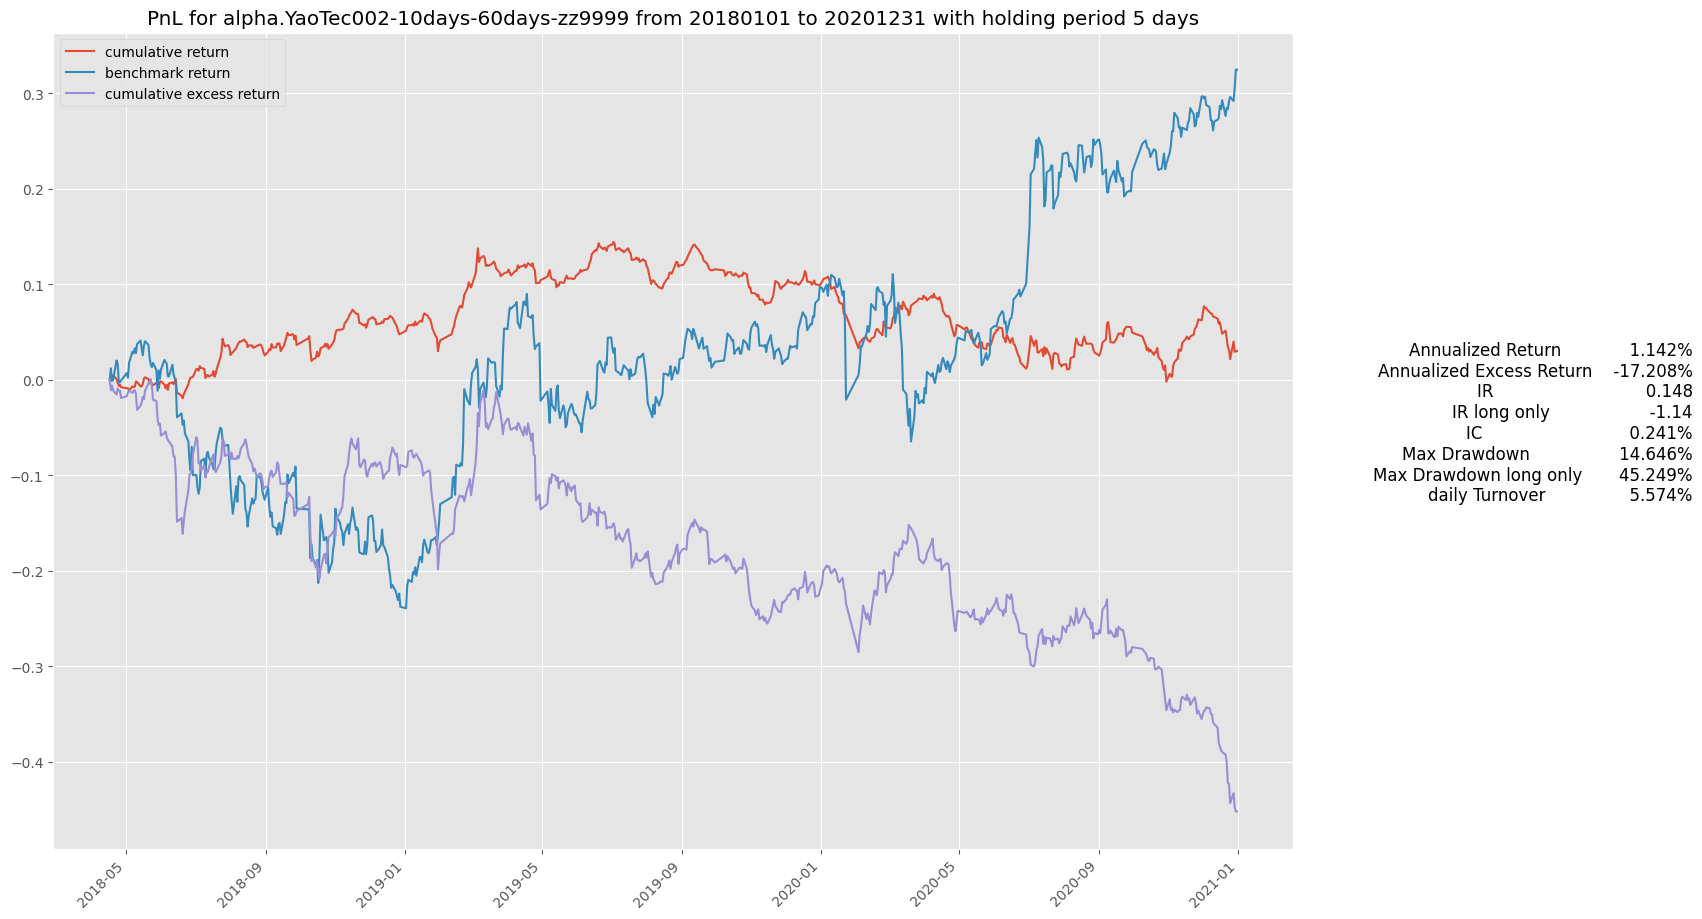 PnL for alpha.YaoTec002-10days-60days-zz9999 from 20180101 to 20201231 with holding period 5 days
cumulative return
benchmark return
cumulative excess return
0.3
0.2
0.1
0.0
−0.1
−0.2
−0.3
−0.4
2018-05
2018-09
2019-01
2019-05
2019-09
2020-01
2020-05
2020-09
2021-01
Annualized Return 1.142%
Annualized Excess Return -17.208%
IR 0.148
IR long only -1.14
IC 0.241%
Max Drawdown 14.646%
Max Drawdown long only 45.249%
daily Turnover 5.574%